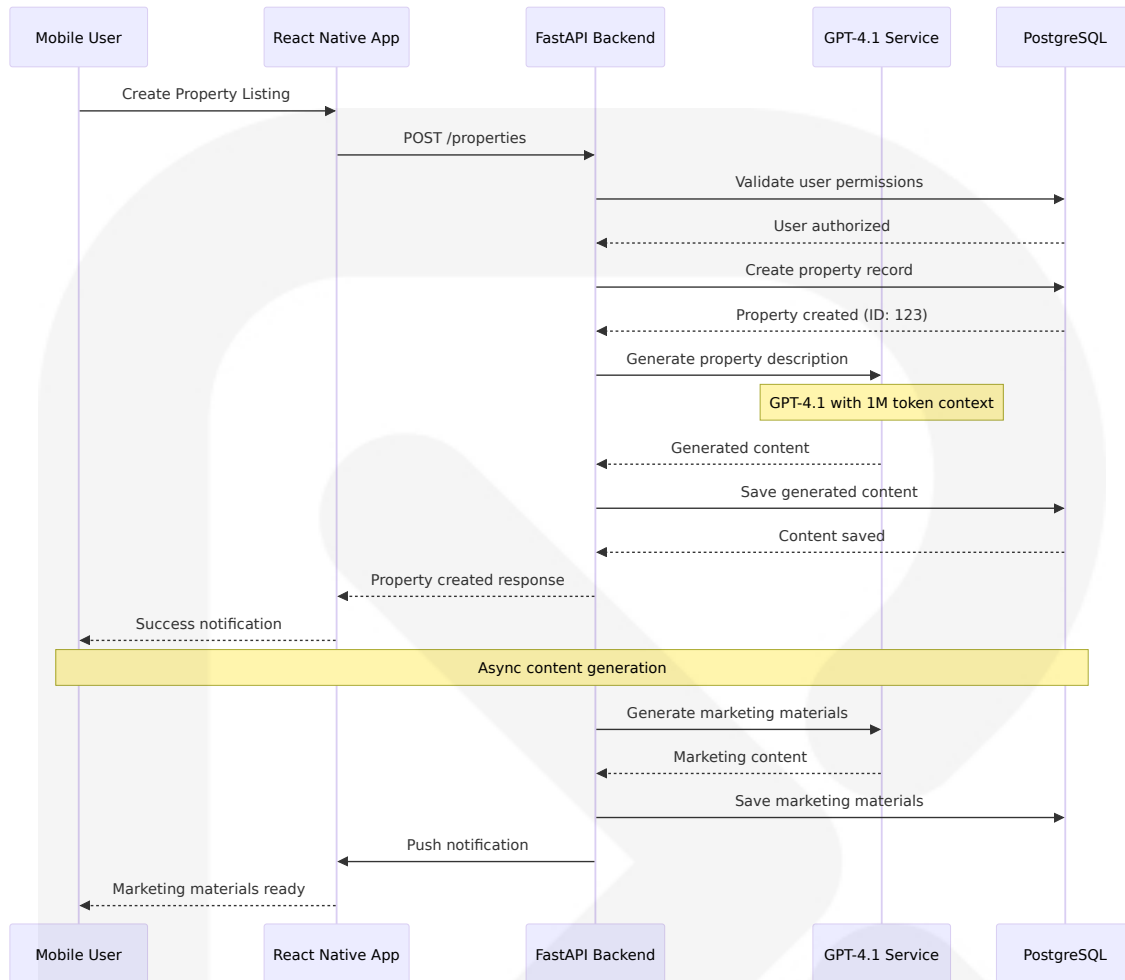 Mobile User
React Native App
FastAPI Backend
GPT-4.1 Service
PostgreSQL
Create Property Listing
POST /properties
Validate user permissions
User authorized
Create property record
Property created (ID: 123)
Generate property description
GPT-4.1 with 1M token context
Generated content
Save generated content
Content saved
Property created response
Success notification
Async content generation
Generate marketing materials
Marketing content
Save marketing materials
Push notification
Marketing materials ready
Mobile User
React Native App
FastAPI Backend
GPT-4.1 Service
PostgreSQL